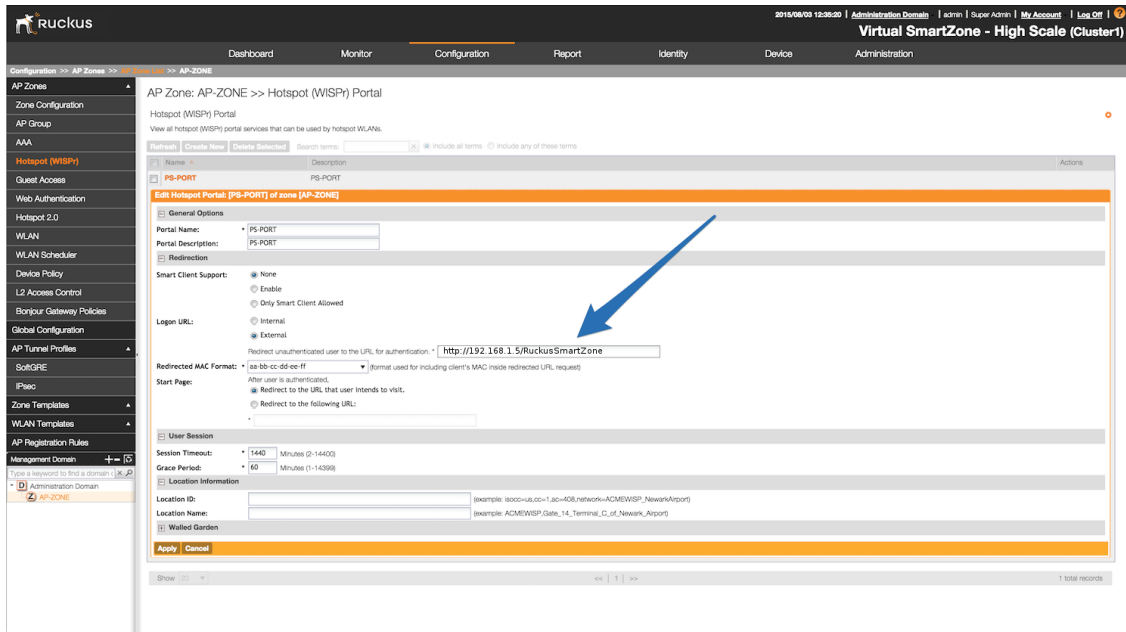 Ruckus
2015/08/03 12:35:20 | Administration Domain | admin | Super Admin | My Account | Log Off | ?
Virtual SmartZone - High Scale (Cluster1)
Dashboard Monitor Configuration Report Identity Device Administration
Configuration >> AP Zones >> AP Zone List >> AP-ZONE
AP Zones
Zone Configuration
AP Group
AAA
Hotspot (WISPr)
Guest Access
Web Authentication
Hotspot 2.0
WLAN
WLAN Scheduler
Device Policy
L2 Access Control
Bonjour Gateway Policies
Global Configuration
AP Tunnel Profiles
SoftGRE
IPsec
Zone Templates
WLAN Templates
AP Registration Rules
Management Domain
Type a keyword to find a domain
D Administration Domain
Z AP-ZONE
AP Zone: AP-ZONE >> Hotspot (WISPr) Portal
Hotspot (WISPr) Portal
View all hotspot (WISPr) portal services that can be used by hotspot WLANs.
Refresh Create New Delete Selected Search terms: x Include all terms Include any of these terms
Name Description Actions
PS-PORT PS-PORT
Edit Hotspot Portal: [PS-PORT] of zone [AP-ZONE]
General Options
Portal Name: * PS-PORT
Portal Description: PS-PORT
Redirection
Smart Client Support: None
Enable
Only Smart Client Allowed
Logon URL: Internal
External
Redirect unauthenticated user to the URL for authentication. * http://192.168.1.5/RuckusSmartZone
Redirected MAC Format: * aa-bb-cc-dd-ee-ff (format used for including client's MAC inside redirected URL request)
Start Page: After user is authenticated,
Redirect to the URL that user intends to visit.
Redirect to the following URL:
*
User Session
Session Timeout: * 1440 Minutes (2-14400)
Grace Period: * 60 Minutes (1-14399)
Location Information
Location ID: (example: isocc=us,cc=1,ac=408,network=ACMEWISP_NewarkAirport)
Location Name: (example: ACMEWISP,Gate_14_Terminal_C_of_Newark_Airport)
Walled Garden
Apply Cancel
Show 20 << | 1 | >> 1 total records